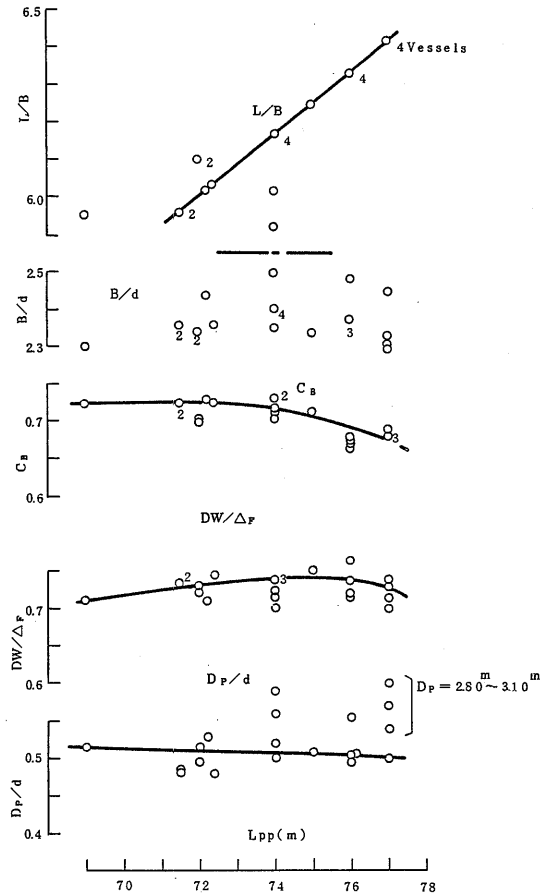 6.5
L/B
6.0
4 Vessels
4
L/B
4
2
2
B/d
2.5
2.3
B/d
4
2
2
3
C_B
0.7
0.6
2
C_B
2
3
DW/△_F
DW/△_F
0.7
0.6
2
3
D_P/d
D_P = 2.80^m ~ 3.10^m
D_P/d
0.5
0.4
Lpp(m)
70
72
74
76
78